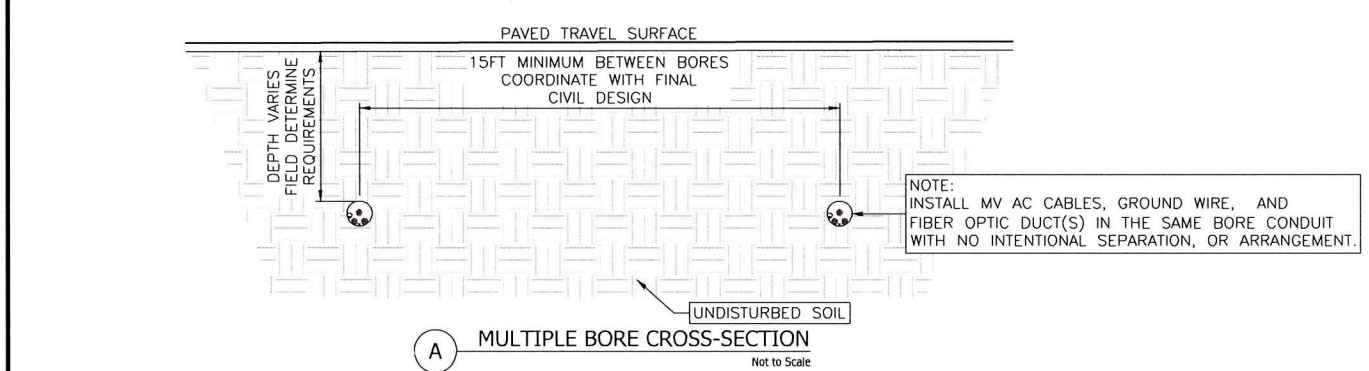 PAVED TRAVEL SURFACE
15FT MINIMUM BETWEEN BORES
COORDINATE WITH FINAL
CIVIL DESIGN
DEPTH VARIES
FIELD DETERMINE
REQUIREMENTS
NOTE:
INSTALL MV AC CABLES, GROUND WIRE, AND
FIBER OPTIC DUCT(S) IN THE SAME BORE CONDUIT
WITH NO INTENTIONAL SEPARATION, OR ARRANGEMENT.
UNDISTURBED SOIL
A
MULTIPLE BORE CROSS-SECTION
Not to Scale